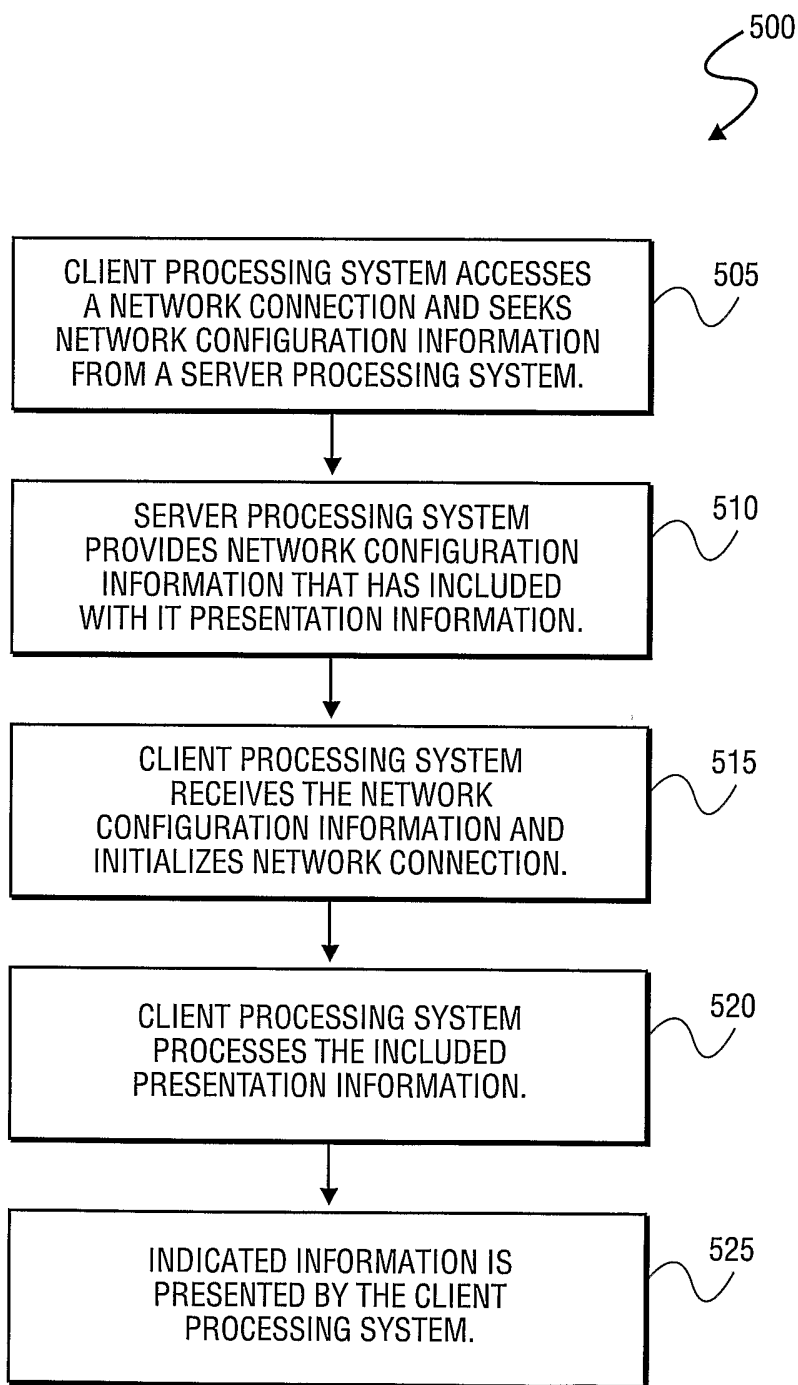 500
CLIENT PROCESSING SYSTEM ACCESSES
A NETWORK CONNECTION AND SEEKS
NETWORK CONFIGURATION INFORMATION
FROM A SERVER PROCESSING SYSTEM.
505
SERVER PROCESSING SYSTEM
PROVIDES NETWORK CONFIGURATION
INFORMATION THAT HAS INCLUDED
WITH IT PRESENTATION INFORMATION.
510
CLIENT PROCESSING SYSTEM
RECEIVES THE NETWORK
CONFIGURATION INFORMATION AND
INITIALIZES NETWORK CONNECTION.
515
CLIENT PROCESSING SYSTEM
PROCESSES THE INCLUDED
PRESENTATION INFORMATION.
520
INDICATED INFORMATION IS
PRESENTED BY THE CLIENT
PROCESSING SYSTEM.
525